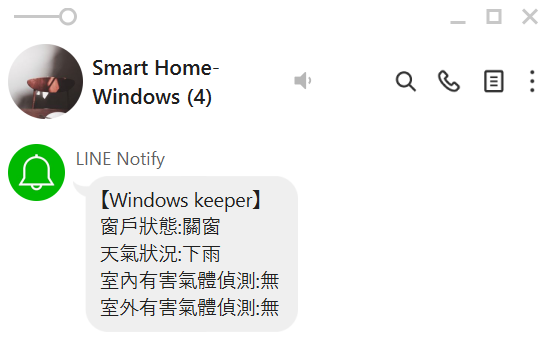 Smart Home-
Windows (4)
LINE Notify
【Windows keeper】
窗戶狀態:關窗
天氣狀況:下雨
室內有害氣體偵測:無
室外有害氣體偵測:無